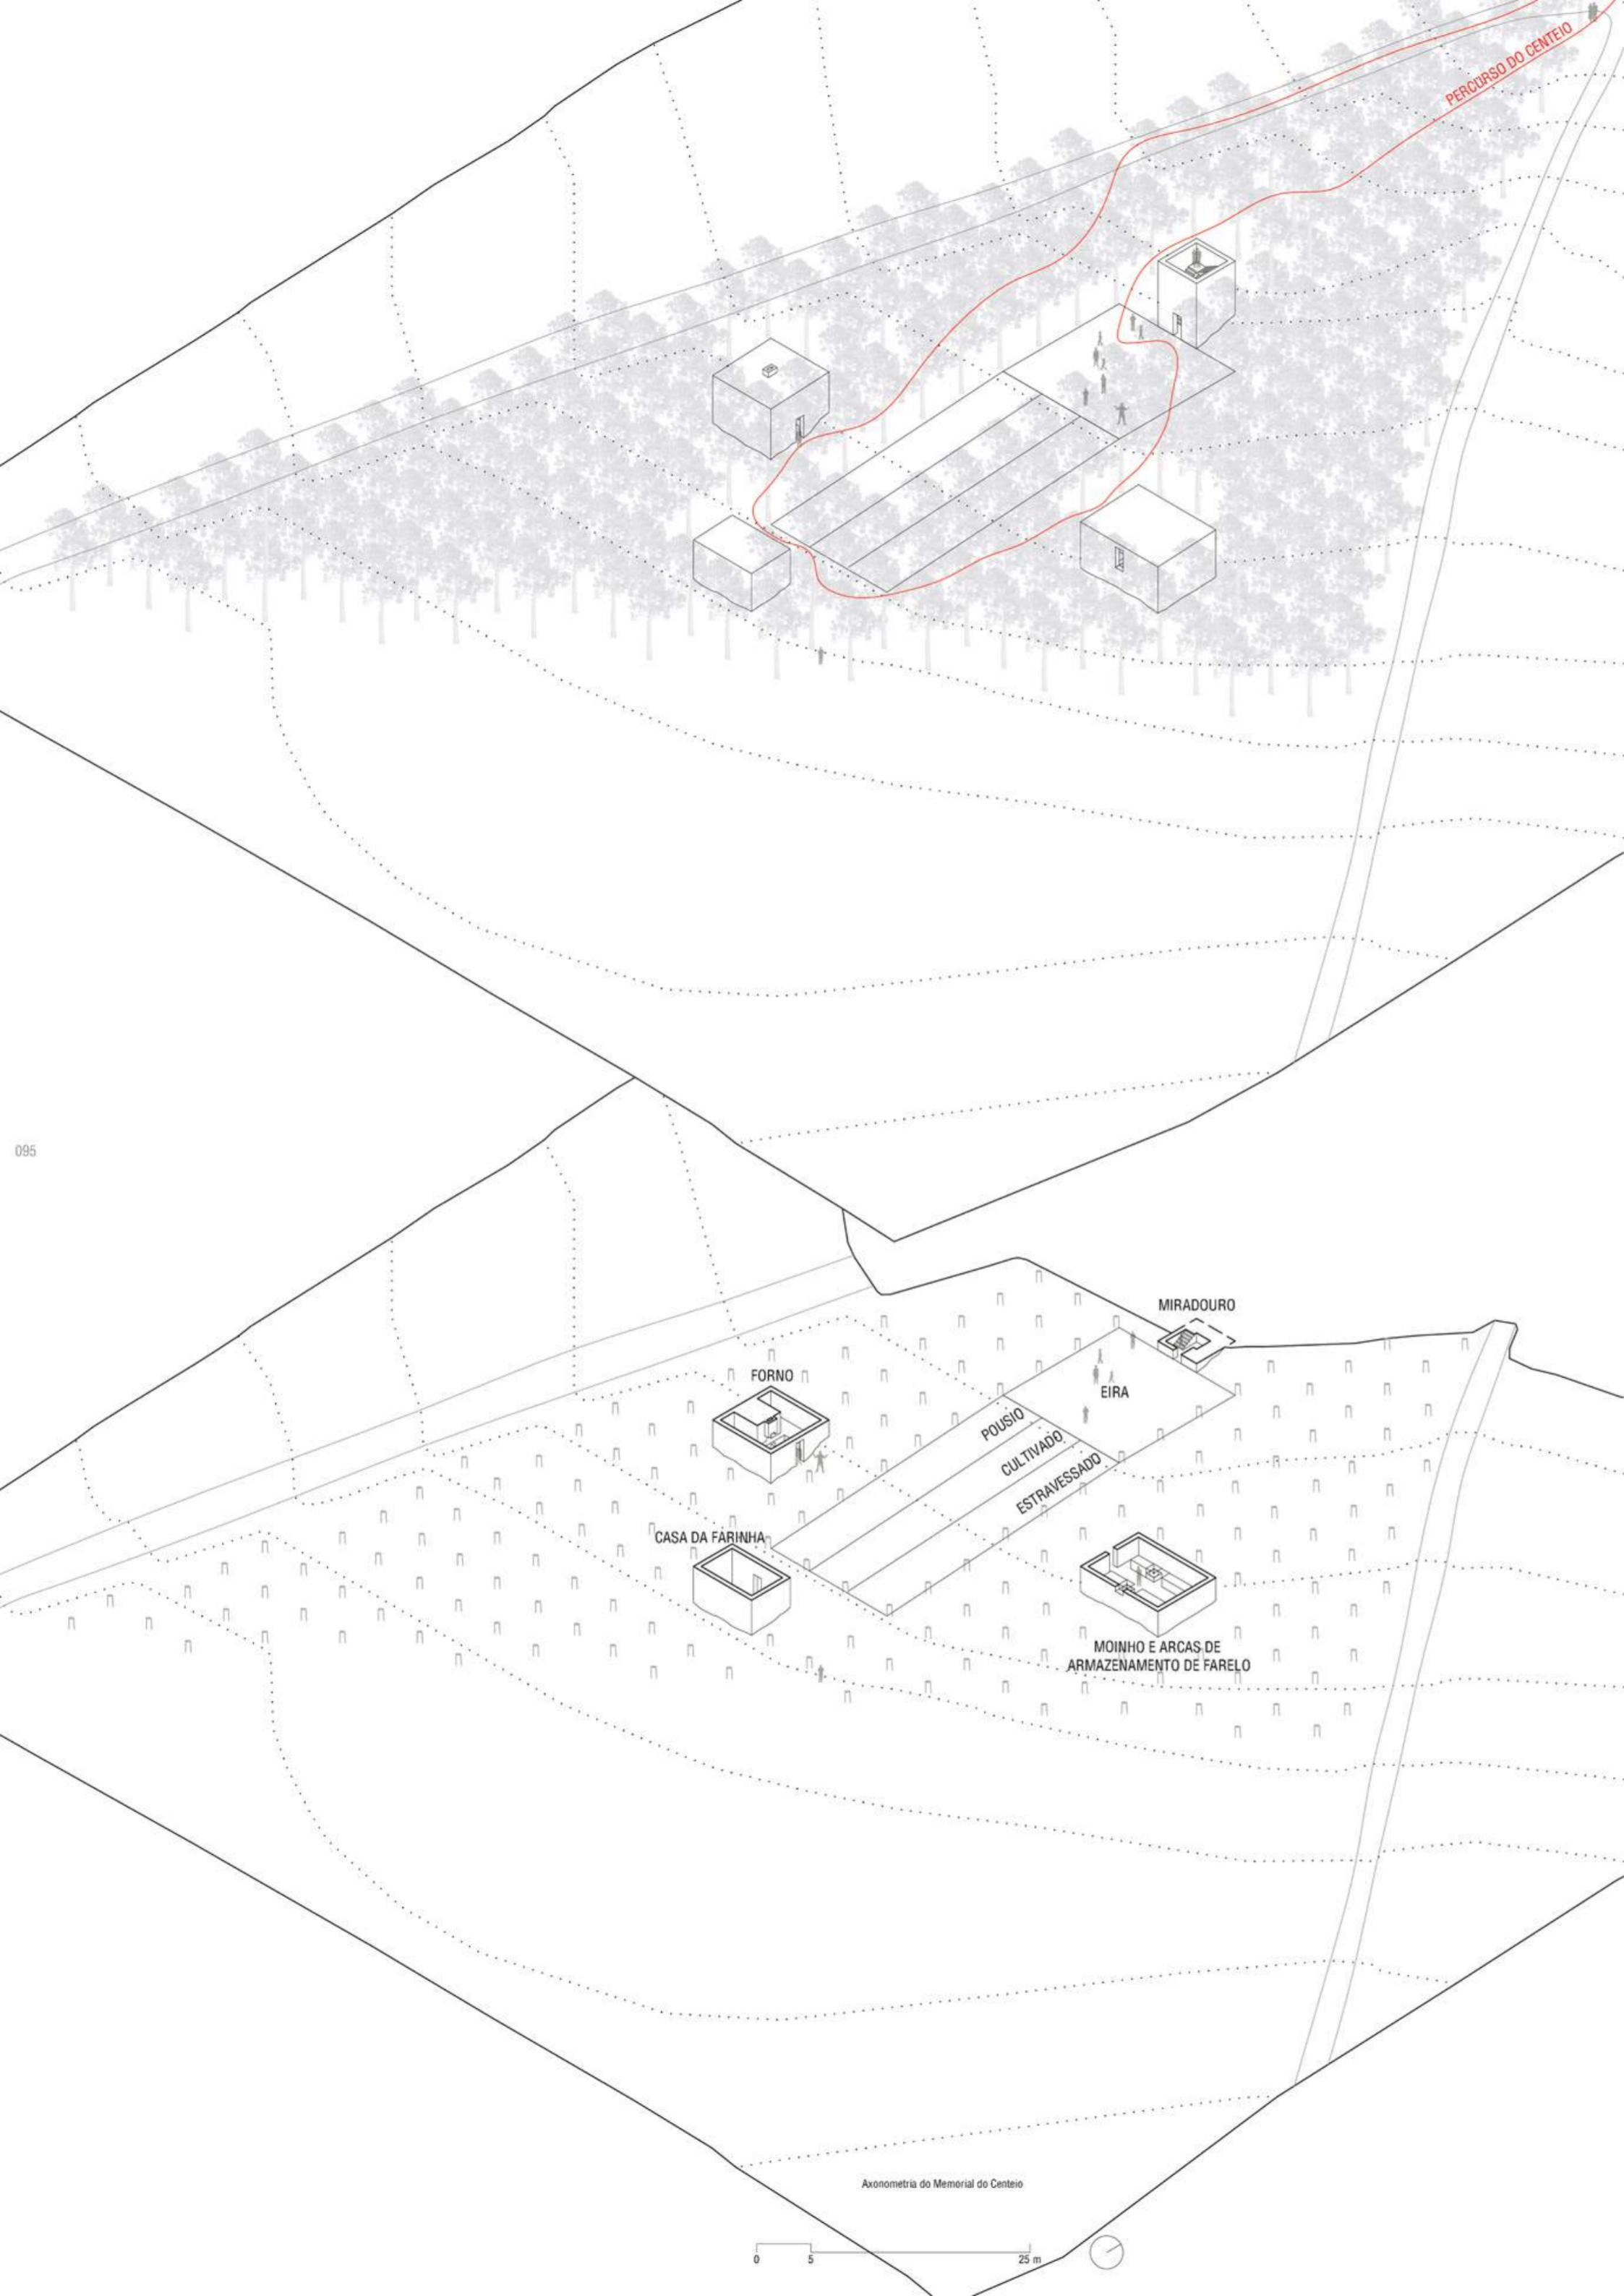 PERCURSO DO CENTEIO
095
MIRADOURO
FORNO
EIRA
POUSIO
CULTIVADO
ESTRAVESSADO
CASA DA FARINHA
MOINHO E ARCAS DE
ARMAZENAMENTO DE FARELO
Axonometria do Memorial do Centeio
0 5 25 m